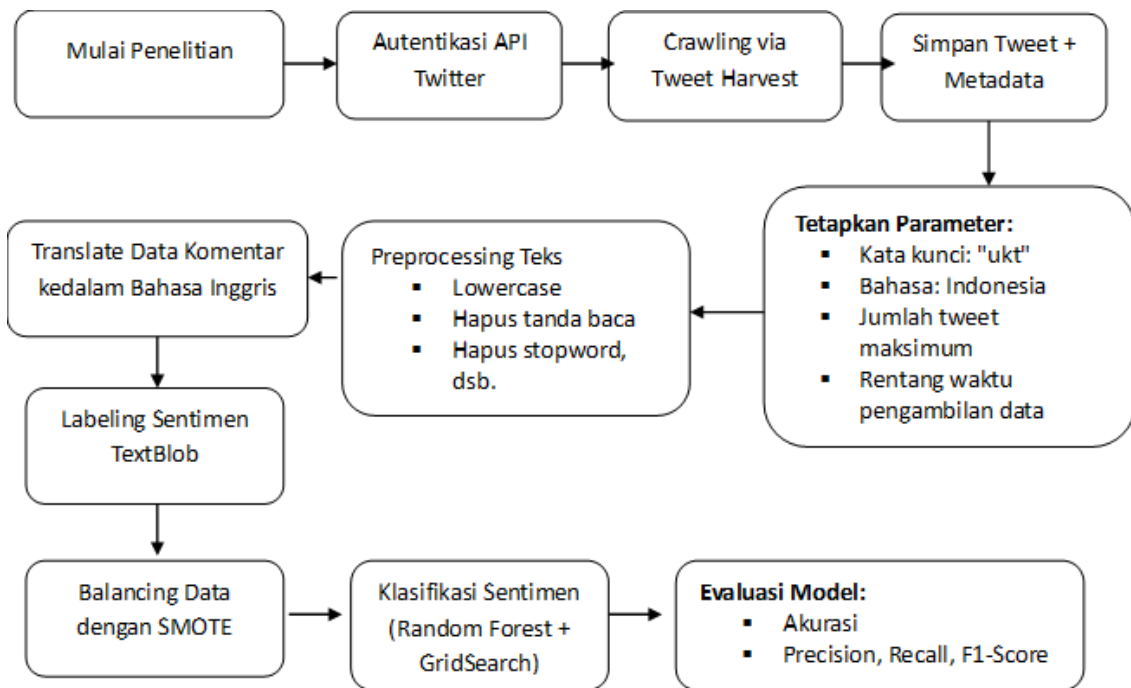 Mulai Penelitian
Autentikasi API
Twitter
Crawling via
Tweet Harvest
Simpan Tweet +
Metadata
Tetapkan Parameter:
▪ Kata kunci: "ukt"
▪ Bahasa: Indonesia
▪ Jumlah tweet
maksimum
▪ Rentang waktu
pengambilan data
Preprocessing Teks
▪ Lowercase
▪ Hapus tanda baca
▪ Hapus stopword,
dsb.
Translate Data Komentar
kedalam Bahasa Inggris
Labeling Sentimen
TextBlob
Balancing Data
dengan SMOTE
Klasifikasi Sentimen
(Random Forest +
GridSearch)
Evaluasi Model:
▪ Akurasi
▪ Precision, Recall, F1-Score